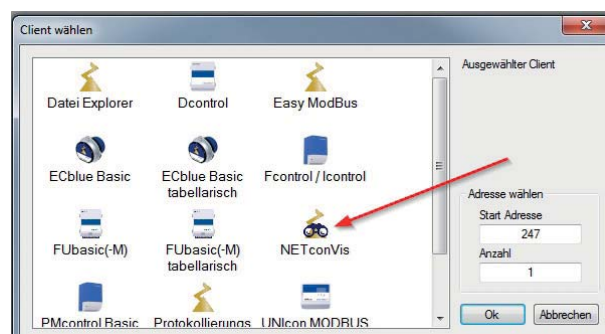 Client wählen
Ausgewählter Client
Datei Explorer
Dcontrol
Easy ModBus
ECblue Basic
ECblue Basic
tabellarisch
Fcontrol / Icontrol
Adresse wählen
Start Adresse
247
Anzahl
1
FUbasic(-M)
FUbasic(-M)
tabellarisch
NETconVis
PMcontrol Basic
Protokollierungs
UNIcon MODBUS
Ok
Abbrechen